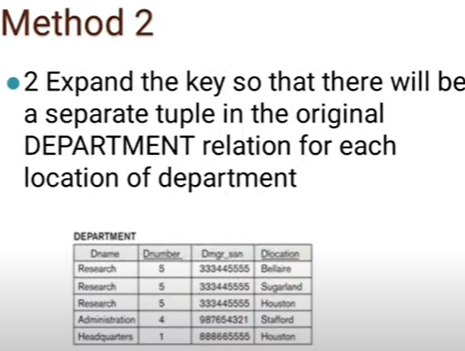 Method 2
2 Expand the key so that there will be
a separate tuple in the original
DEPARTMENT relation for each
location of department
DEPARTMENT
Dname Dnumber Dmgr_ssn Dlocation
Research 5 333445555 Bellaire
Research 5 333445555 Sugarland
Research 5 333445555 Houston
Administration 4 987654321 Stafford
Headquarters 1 888665555 Houston